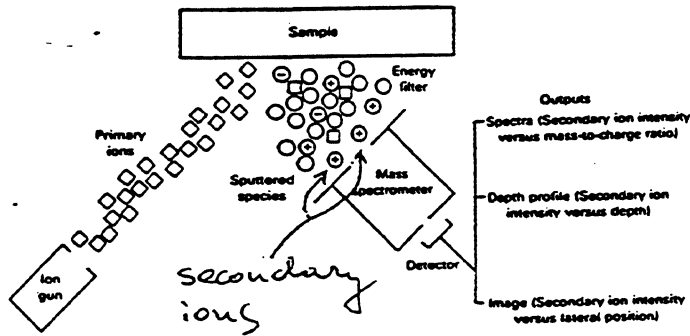 Sample
Energy
filter
Outputs
Spectra (Secondary ion intensity
versus mass-to-charge ratio)
Primary
ions
Sputtered
species
Mass
spectrometer
Depth profile (Secondary ion
intensity versus depth)
Detector
Ion
gun
secondary
ions
Image (Secondary ion intensity
versus lateral position)